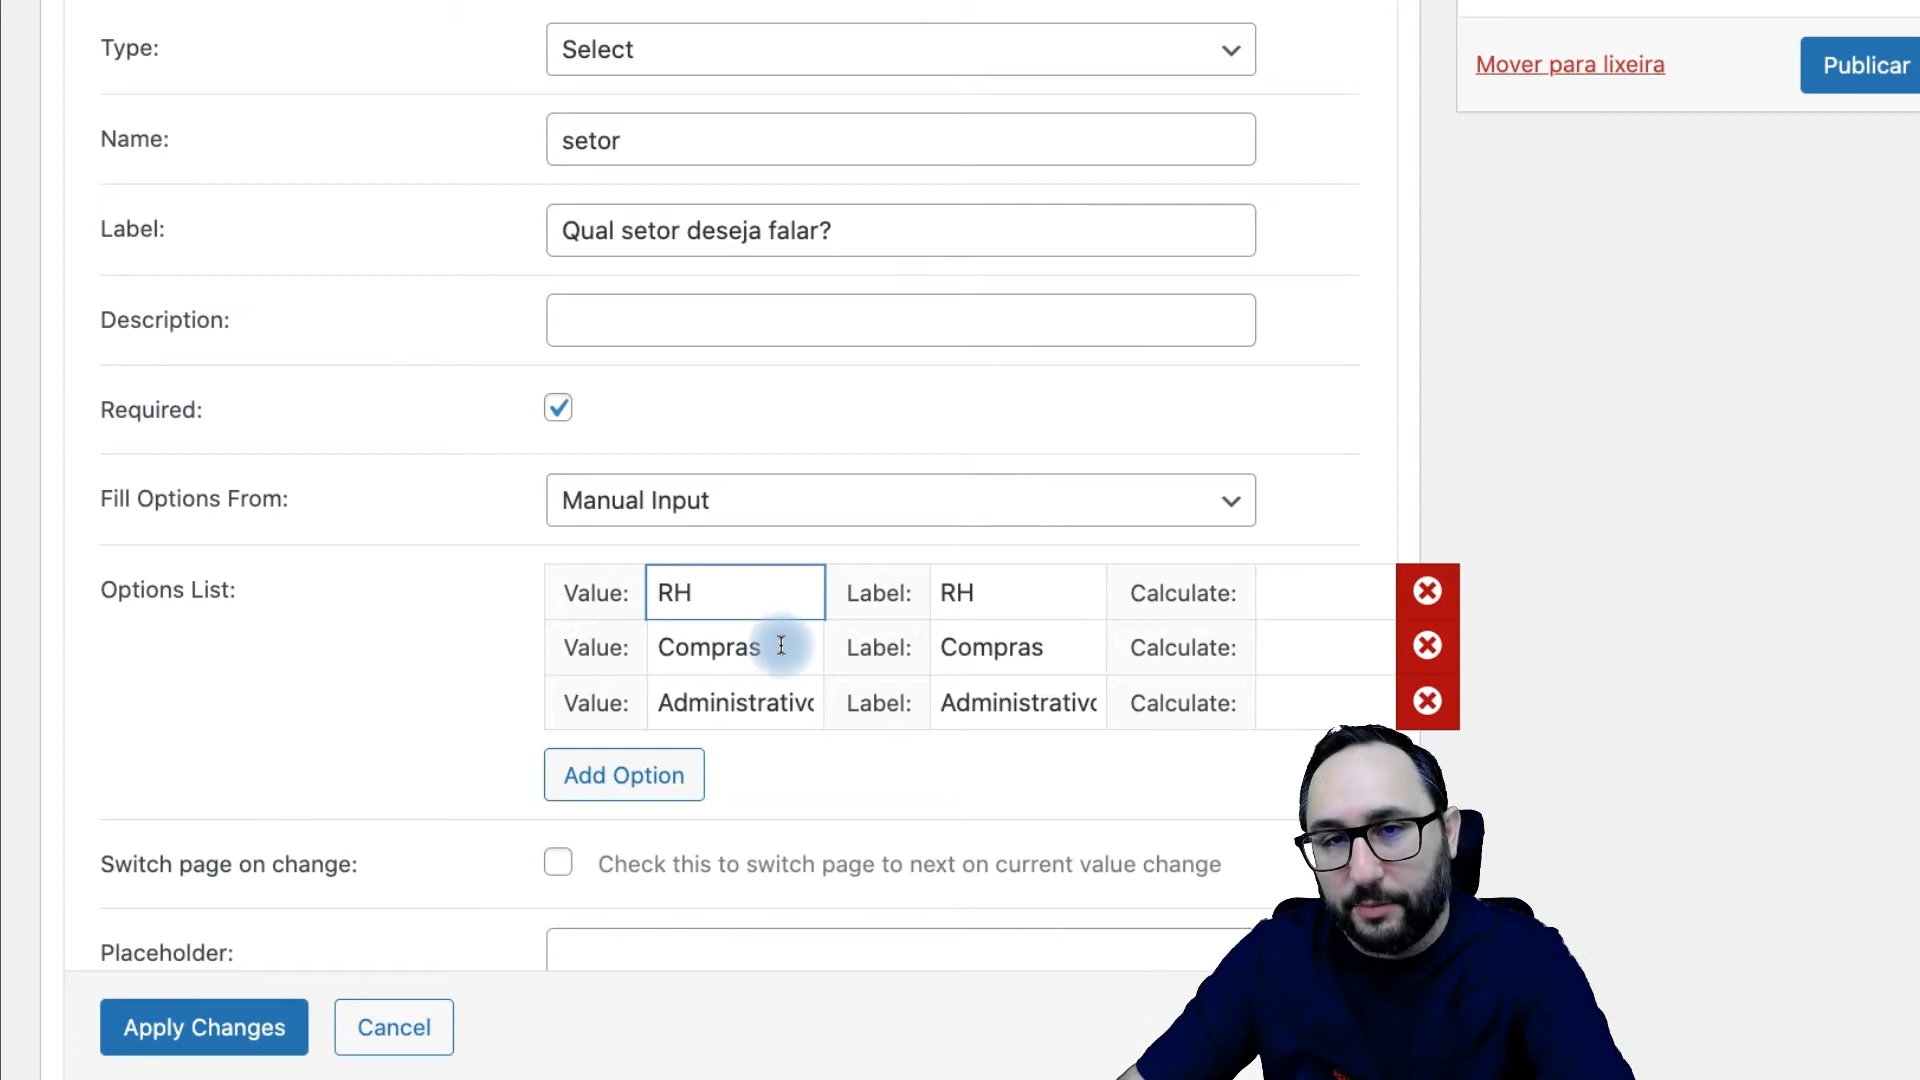 Type: Select
Mover para lixeira Publicar
Name: setor
Label: Qual setor deseja falar?
Description:
Required:
Fill Options From: Manual Input
Options List: Value: RH Label: RH Calculate:
Value: Compras Label: Compras Calculate:
Value: Administrativo Label: Administrativo Calculate:
Add Option
Switch page on change: Check this to switch page to next on current value change
Placeholder:
Apply Changes Cancel